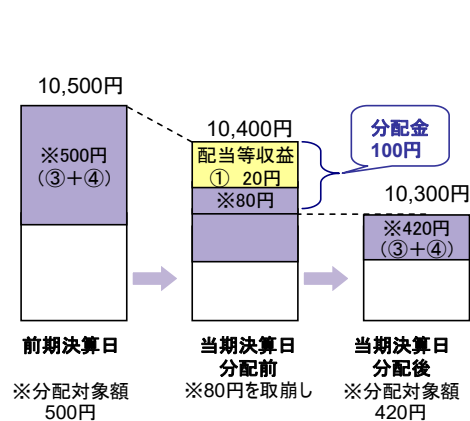 10,500円
※500円
(③+④)
前期決算日
※分配対象額
500円
10,400円
配当等収益
① 20円
※80円
当期決算日
分配前
※80円を取崩し
分配金
100円
10,300円
※420円
(③+④)
当期決算日
分配後
※分配対象額
420円